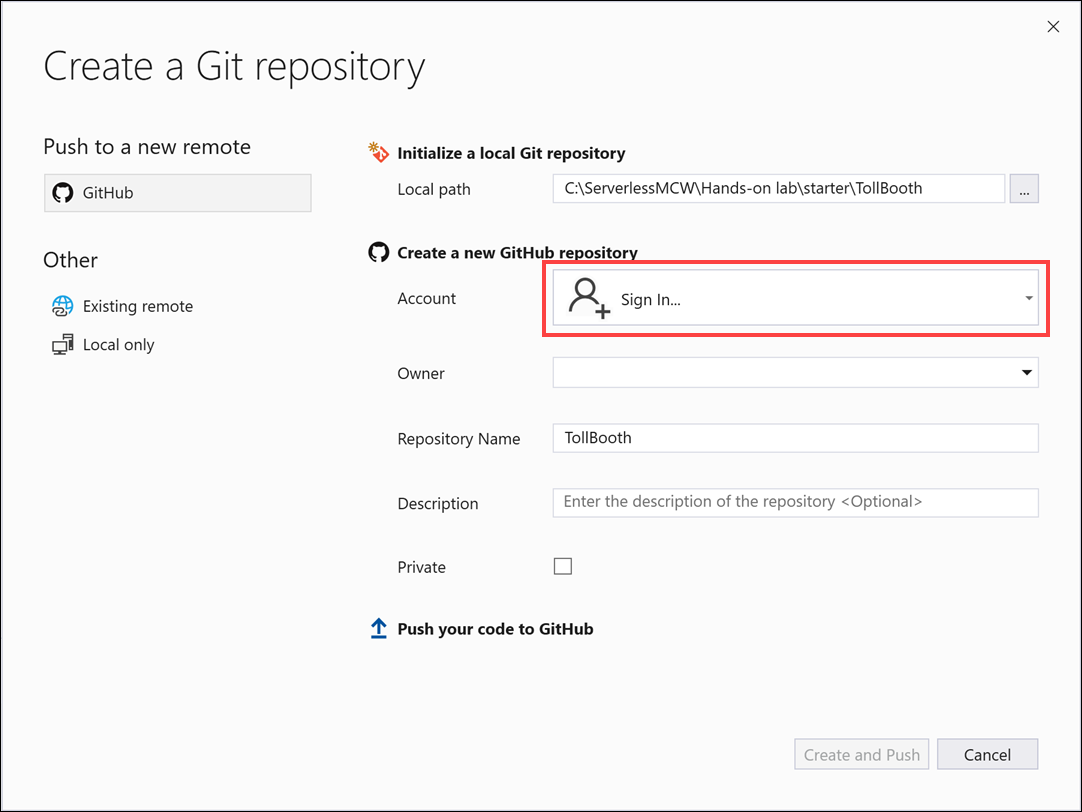 Create a Git repository
Push to a new remote
GitHub
Other
Existing remote
Local only
Initialize a local Git repository
Local path
C:\ServerlessMCW\Hands-on lab\starter\TollBooth
...
Create a new GitHub repository
Account
Sign In...
Owner
Repository Name
TollBooth
Description
Enter the description of the repository <Optional>
Private
Push your code to GitHub
Create and Push
Cancel